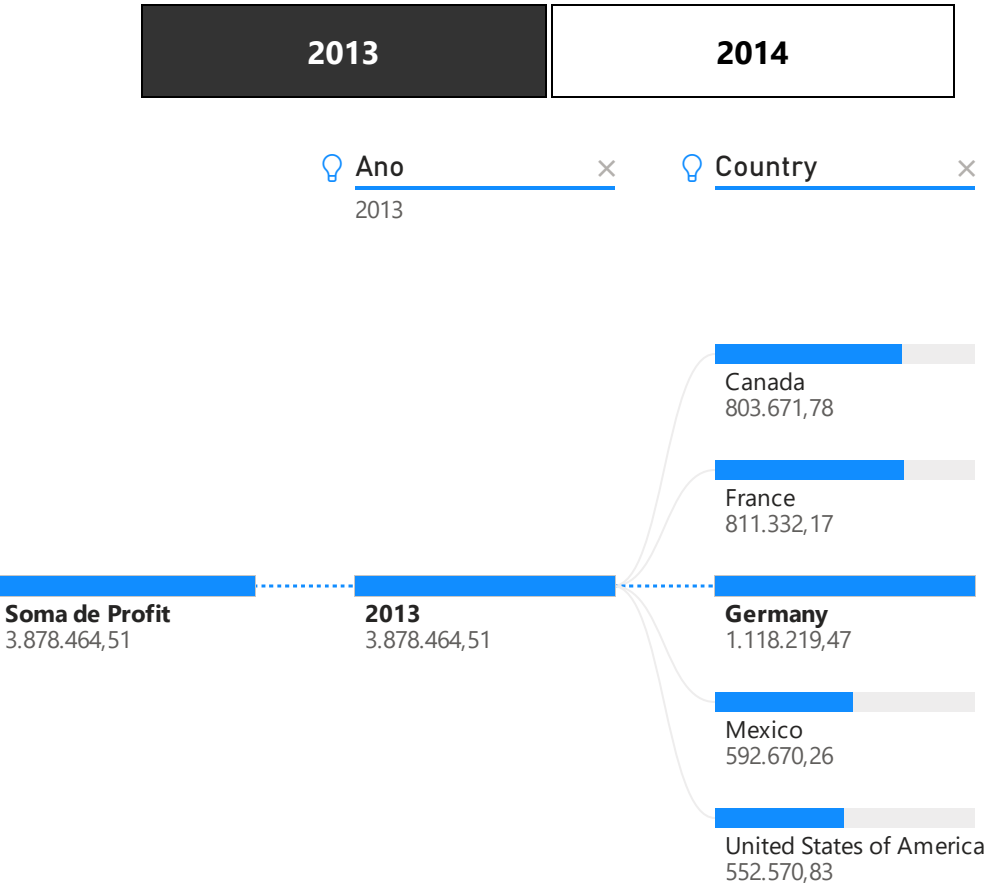 2013
2014
Ano
Country
2013
Canada
803.671,78
France
811.332,17
Soma de Profit
3.878.464,51
2013
3.878.464,51
Germany
1.118.219,47
Mexico
592.670,26
United States of America
552.570,83